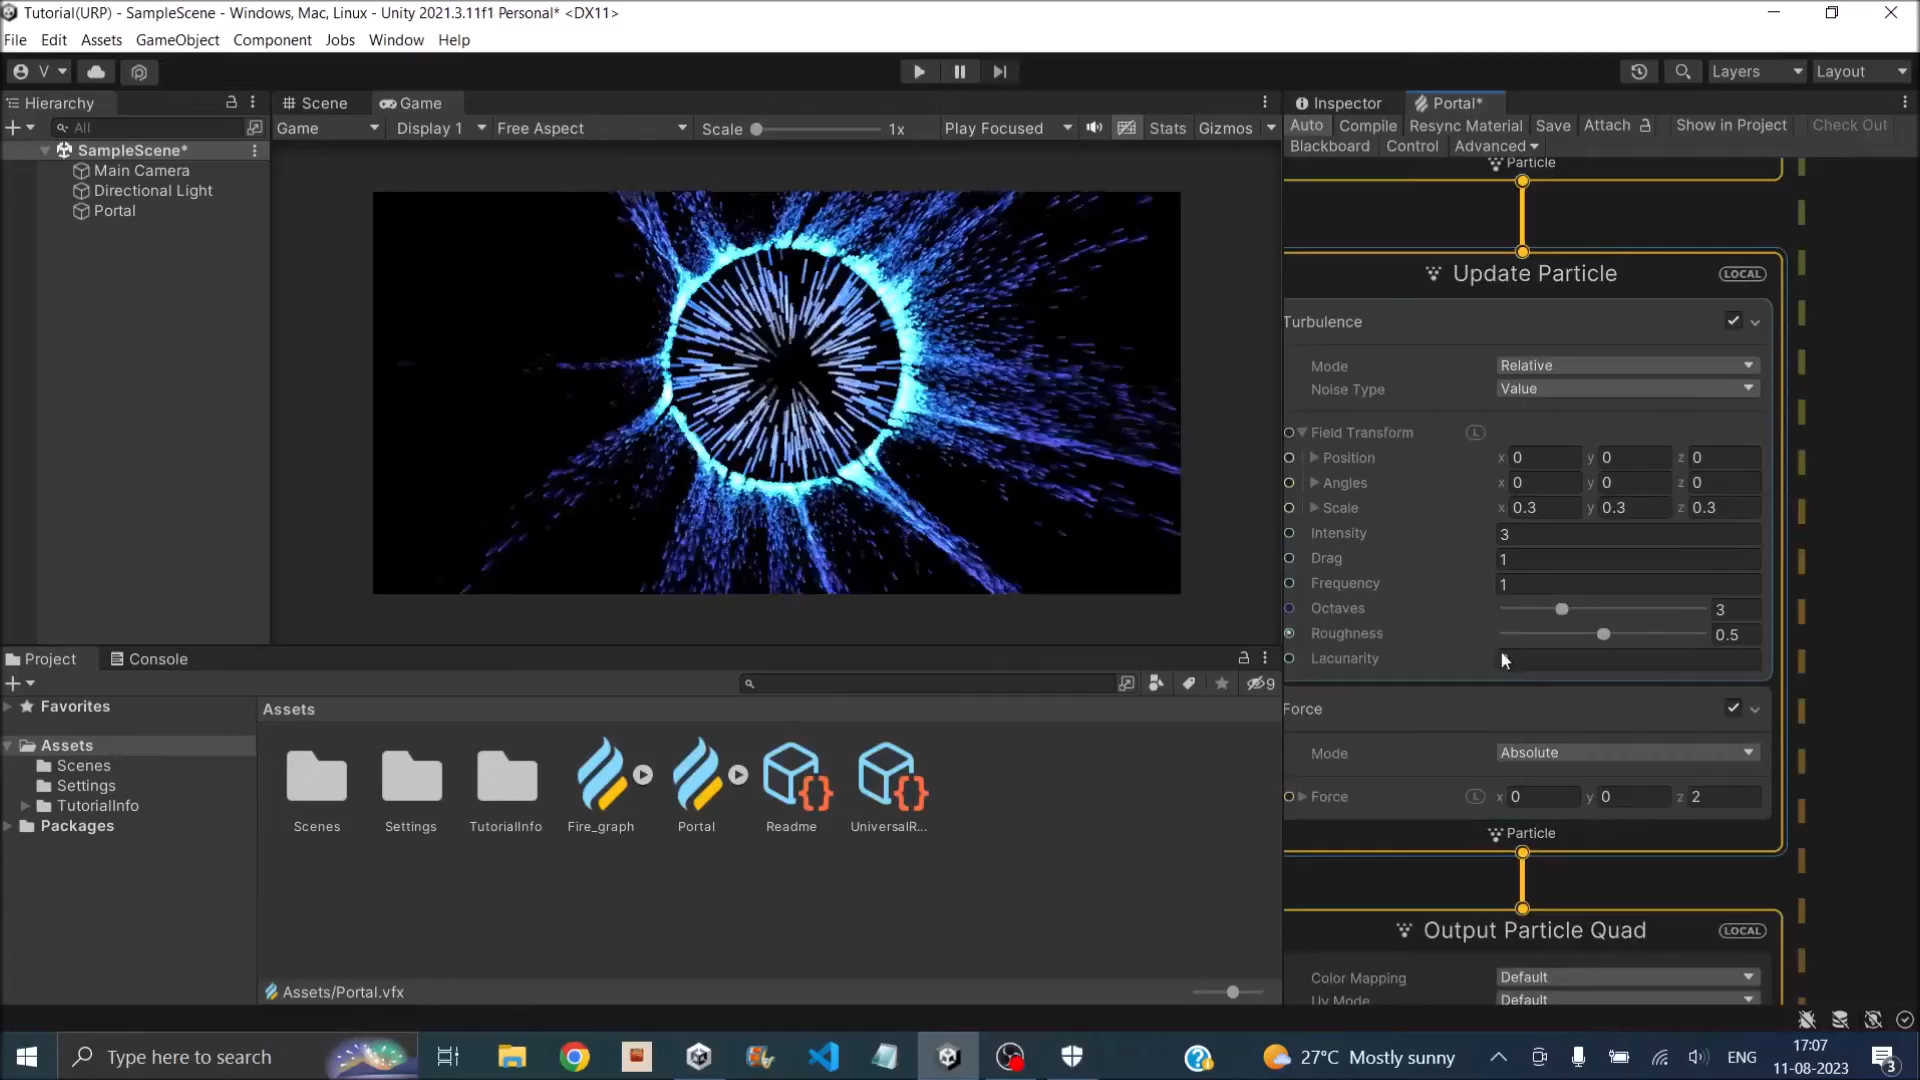 Tutorial(URP) - SampleScene - Windows, Mac, Linux - Unity 2021.3.11f1 Personal* <DX11>
File Edit Assets GameObject Component Jobs Window Help
V Layers Layout
Hierarchy
All
SampleScene*
Main Camera
Directional Light
Portal
Scene Game
Game Display 1 Free Aspect Scale 1x Play Focused Stats Gizmos
Inspector Portal*
Auto Compile Resync Material Save Attach Show in Project Check Out
Blackboard Control Advanced
Particle
Update Particle LOCAL
Turbulence
Mode Relative
Noise Type Value
Field Transform L
Position x 0 y 0 z 0
Angles x 0 y 0 z 0
Scale x 0.3 y 0.3 z 0.3
Intensity 3
Drag 1
Frequency 1
Octaves 3
Roughness 0.5
Lacunarity
Force
Mode Absolute
Force L x 0 y 0 z 2
Particle
Output Particle Quad LOCAL
Color Mapping Default
Uv Mode Default
Project Console
9
Favorites
Assets
Scenes
Settings
TutorialInfo
Packages
Assets
Scenes Settings TutorialInfo Fire_graph Portal Readme UniversalR...
Assets/Portal.vfx
Type here to search
27°C Mostly sunny
ENG
17:07
11-08-2023
3